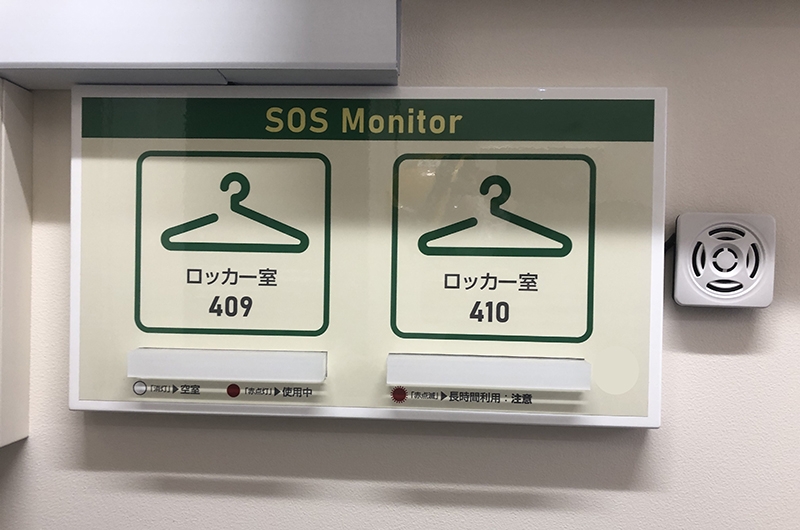 SOS Monitor
ロッカー室
409
ロッカー室
410
「消灯」▶空室 「赤点灯」▶使用中
「赤点滅」▶長時間利用：注意